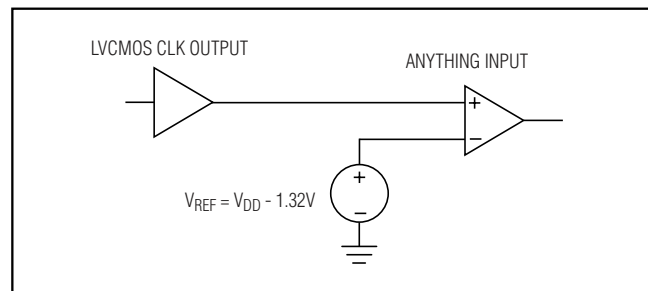 LVCMOS CLK OUTPUT
ANYTHING INPUT
+
−
+
−
V_REF = V_DD - 1.32V